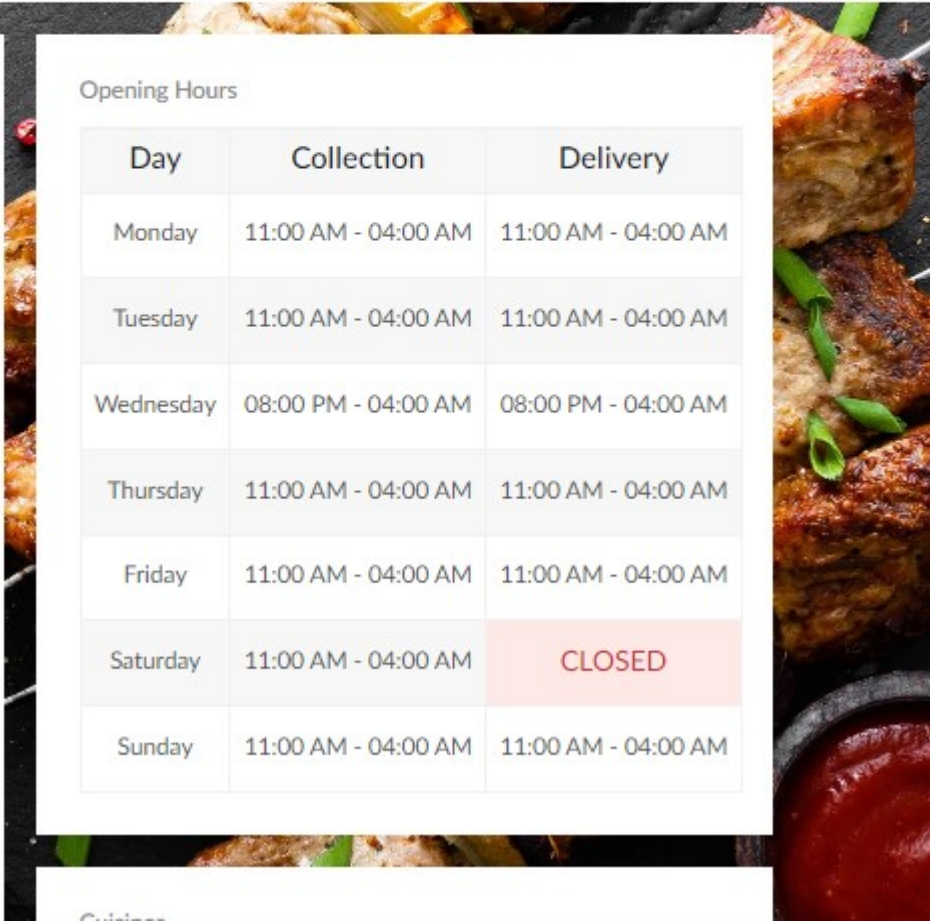 Opening Hours
Day Collection Delivery
Monday 11:00 AM - 04:00 AM 11:00 AM - 04:00 AM
Tuesday 11:00 AM - 04:00 AM 11:00 AM - 04:00 AM
Wednesday 08:00 PM - 04:00 AM 08:00 PM - 04:00 AM
Thursday 11:00 AM - 04:00 AM 11:00 AM - 04:00 AM
Friday 11:00 AM - 04:00 AM 11:00 AM - 04:00 AM
Saturday 11:00 AM - 04:00 AM CLOSED
Sunday 11:00 AM - 04:00 AM 11:00 AM - 04:00 AM